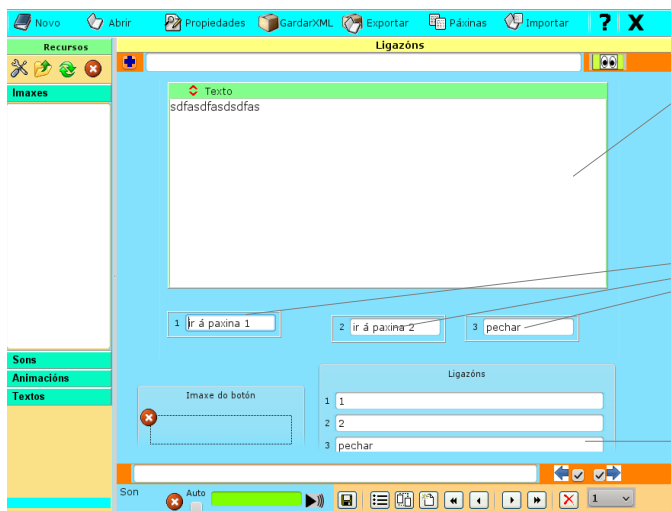 Novo Abrir Propiedades GardarXML Exportar Páxinas Importar ? X
Recursos
Ligazóns
Imaxes
Texto
sdfasdfasdsdfas
1 ir á paxina 1
2 ir á paxina 2
3 pechar
Sons
Animacións
Textos
Imaxe do botón
Ligazóns
1 1
2 2
3 pechar
Son
Auto
1